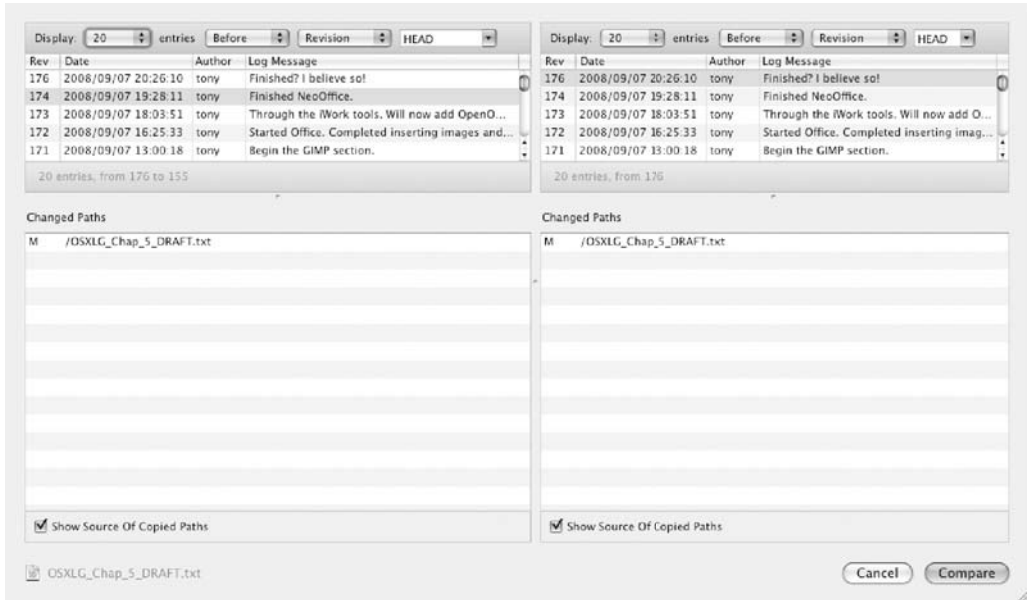 Display: 20 entries Before Revision HEAD
Rev Date Author Log Message
176 2008/09/07 20:26:10 tony Finished? I believe so!
174 2008/09/07 19:28:11 tony Finished NeoOffice.
173 2008/09/07 18:03:51 tony Through the iWork tools. Will now add OpenO...
172 2008/09/07 16:25:33 tony Started Office. Completed inserting images and...
171 2008/09/07 13:00:18 tony Begin the GIMP section.
20 entries, from 176 to 155
Changed Paths
M /OSXLG_Chap_5_DRAFT.txt
Show Source Of Copied Paths
Display: 20 entries Before Revision HEAD
Rev Date Author Log Message
176 2008/09/07 20:26:10 tony Finished? I believe so!
174 2008/09/07 19:28:11 tony Finished NeoOffice.
173 2008/09/07 18:03:51 tony Through the iWork tools. Will now add O...
172 2008/09/07 16:25:33 tony Started Office. Completed inserting imag...
171 2008/09/07 13:00:18 tony Begin the GIMP section.
20 entries, from 176
Changed Paths
M /OSXLG_Chap_5_DRAFT.txt
Show Source Of Copied Paths
OSXLG_Chap_5_DRAFT.txt
Cancel Compare